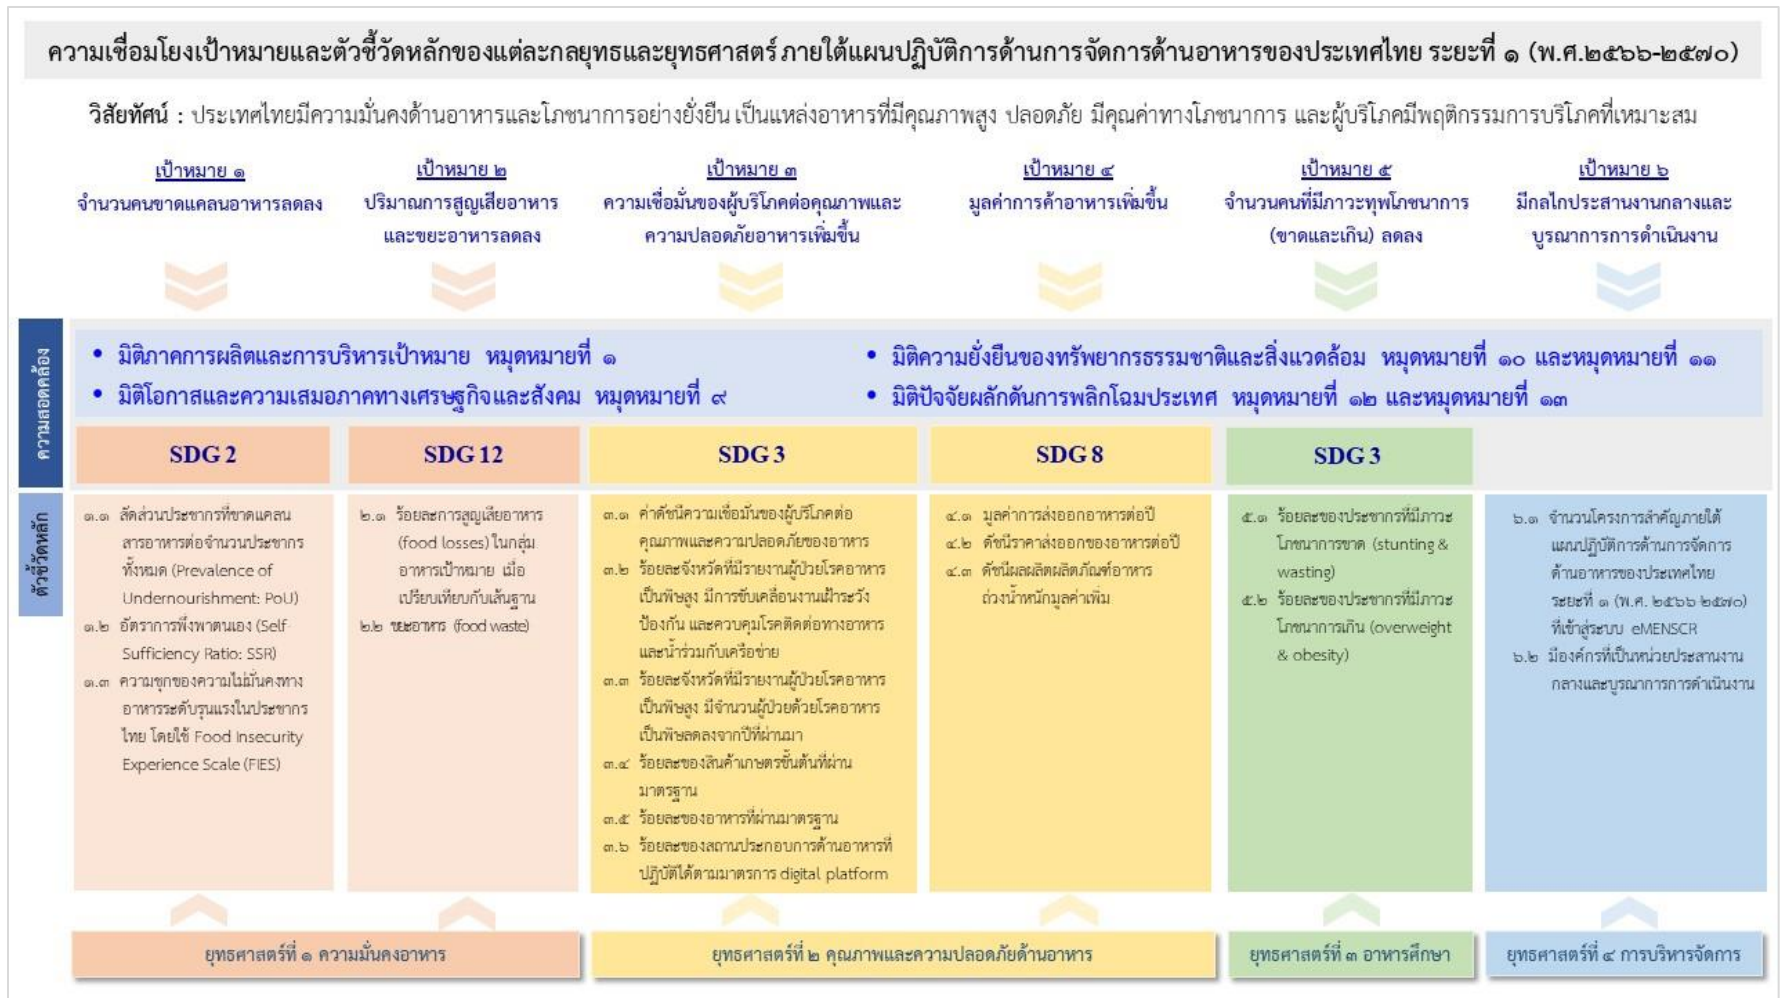 ความเชื่อมโยงเป้าหมายและตัวชี้วัดหลักของแต่ละกลยุทธและยุทธศาสตร์ ภายใต้แผนปฏิบัติการด้านการจัดการด้านอาหารของประเทศไทย ระยะที่ ๑ (พ.ศ.๒๕๖๖-๒๕๗๐)
วิสัยทัศน์ : ประเทศไทยมีความมั่นคงด้านอาหารและโภชนาการอย่างยั่งยืน เป็นแหล่งอาหารที่มีคุณภาพสูง ปลอดภัย มีคุณค่าทางโภชนาการ และผู้บริโภคมีพฤติกรรมการบริโภคที่เหมาะสม
เป้าหมาย ๑
จำนวนคนขาดแคลนอาหารลดลง
เป้าหมาย ๒
ปริมาณการสูญเสียอาหาร
และขยะอาหารลดลง
เป้าหมาย ๓
ความเชื่อมั่นของผู้บริโภคต่อคุณภาพและ
ความปลอดภัยอาหารเพิ่มขึ้น
เป้าหมาย ๔
มูลค่าการค้าอาหารเพิ่มขึ้น
เป้าหมาย ๕
จำนวนคนที่มีภาวะทุพโภชนาการ
(ขาดและเกิน) ลดลง
เป้าหมาย ๖
มีกลไกประสานงานกลางและ
บูรณาการการดำเนินงาน
ความสอดคล้อง
• มิติภาคการผลิตและการบริหารเป้าหมาย หมุดหมายที่ ๑
• มิติโอกาสและความเสมอภาคทางเศรษฐกิจและสังคม หมุดหมายที่ ๙
• มิติความยั่งยืนของทรัพยากรธรรมชาติและสิ่งแวดล้อม หมุดหมายที่ ๑๐ และหมุดหมายที่ ๑๑
• มิติปัจจัยผลักดันการพลิกโฉมประเทศ หมุดหมายที่ ๑๒ และหมุดหมายที่ ๑๓
SDG 2
SDG 12
SDG 3
SDG 8
SDG 3
ตัวชี้วัดหลัก
๑.๑ สัดส่วนประชากรที่ขาดแคลน
สารอาหารต่อจำนวนประชากร
ทั้งหมด (Prevalence of
Undernourishment: PoU)
๑.๒ อัตราการพึ่งพาตนเอง (Self
Sufficiency Ratio: SSR)
๑.๓ ความชุกของความไม่มั่นคงทาง
อาหารระดับรุนแรงในประชากร
ไทย โดยใช้ Food Insecurity
Experience Scale (FIES)
๒.๑ ร้อยละการสูญเสียอาหาร
(food losses) ในกลุ่ม
อาหารเป้าหมาย เมื่อ
เปรียบเทียบกับเส้นฐาน
๒.๒ ขยะอาหาร (food waste)
๓.๑ ค่าดัชนีความเชื่อมั่นของผู้บริโภคต่อ
คุณภาพและความปลอดภัยของอาหาร
๓.๒ ร้อยละจังหวัดที่มีรายงานผู้ป่วยโรคอาหาร
เป็นพิษสูง มีการขับเคลื่อนงานเฝ้าระวัง
ป้องกัน และควบคุมโรคติดต่อทางอาหาร
และน้ำร่วมกับเครือข่าย
๓.๓ ร้อยละจังหวัดที่มีรายงานผู้ป่วยโรคอาหาร
เป็นพิษสูง มีจำนวนผู้ป่วยด้วยโรคอาหาร
เป็นพิษลดลงจากปีที่ผ่านมา
๓.๔ ร้อยละของสินค้าเกษตรขั้นต้นที่ผ่าน
มาตรฐาน
๓.๕ ร้อยละของอาหารที่ผ่านมาตรฐาน
๓.๖ ร้อยละของสถานประกอบการด้านอาหารที่
ปฏิบัติได้ตามมาตรการ digital platform
๔.๑ มูลค่าการส่งออกอาหารต่อปี
๔.๒ ดัชนีราคาส่งออกของอาหารต่อปี
๔.๓ ดัชนีผลผลิตผลิตภัณฑ์อาหาร
ถ่วงน้ำหนักมูลค่าเพิ่ม
๕.๑ ร้อยละของประชากรที่มีภาวะ
โภชนาการขาด (stunting &
wasting)
๕.๒ ร้อยละของประชากรที่มีภาวะ
โภชนาการเกิน (overweight
& obesity)
๖.๑ จำนวนโครงการสำคัญภายใต้
แผนปฏิบัติการด้านการจัดการ
ด้านอาหารของประเทศไทย
ระยะที่ ๑ (พ.ศ. ๒๕๖๖ ๒๕๗๐)
ที่เข้าสู่ระบบ eMENSCR
๖.๒ มีองค์กรที่เป็นหน่วยประสานงาน
กลางและบูรณาการการดำเนินงาน
ยุทธศาสตร์ที่ ๑ ความมั่นคงอาหาร
ยุทธศาสตร์ที่ ๒ คุณภาพและความปลอดภัยด้านอาหาร
ยุทธศาสตร์ที่ ๓ อาหารศึกษา
ยุทธศาสตร์ที่ ๔ การบริหารจัดการ